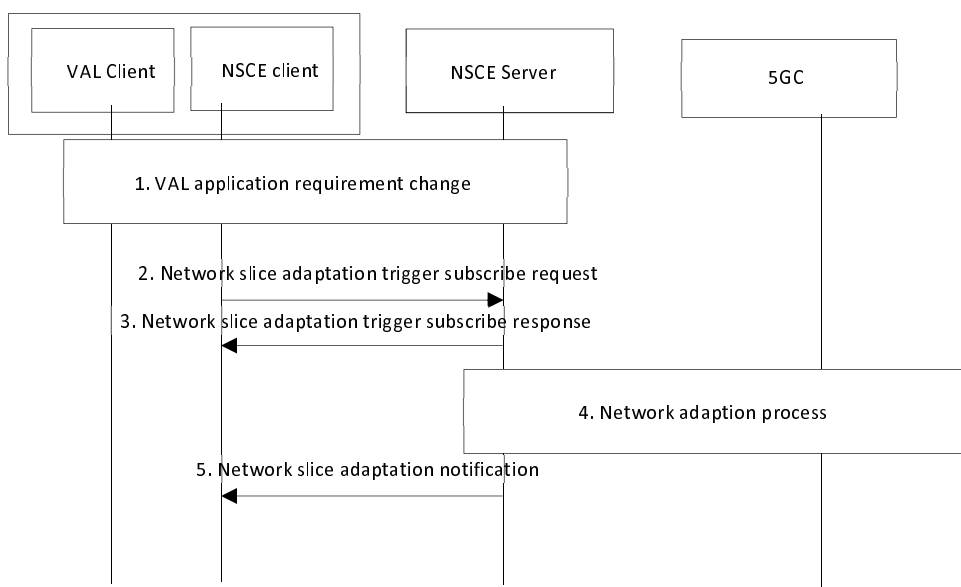 VAL Client
NSCE client
NSCE Server
5GC
1. VAL application requirement change
2. Network slice adaptation trigger subscribe request
3. Network slice adaptation trigger subscribe response
4. Network adaption process
5. Network slice adaptation notification